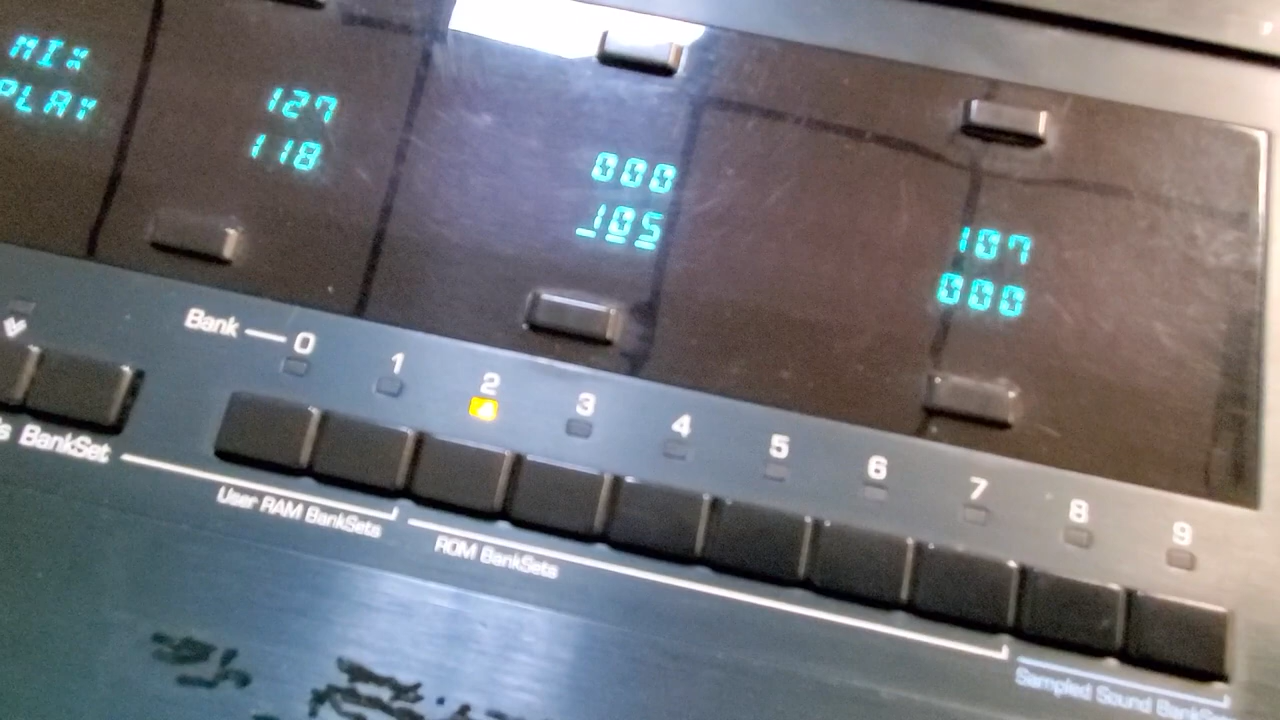 MIX 127 000 107
PLAY 118 105 000
Bank 0 1 2 3 4 5 6 7 8 9
BankSet
User RAM BankSets
ROM BankSets
Sampled Sound